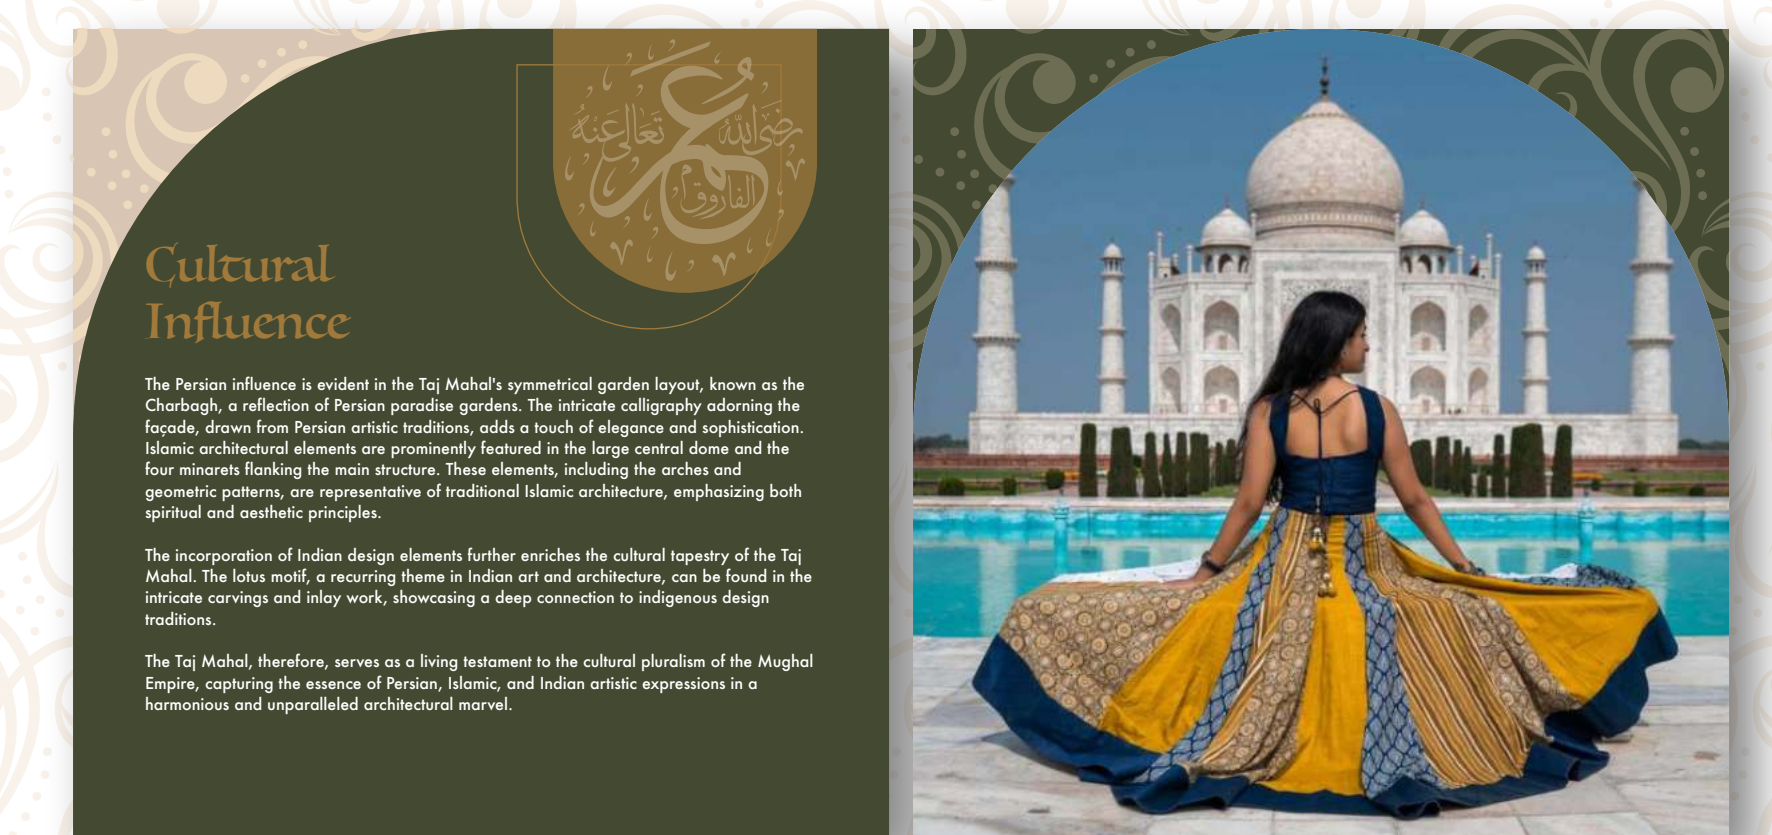 عمر
رضي الله تعالى عنه
الفاروق
Cultural
Influence
The Persian influence is evident in the Taj Mahal's symmetrical garden layout, known as the
Charbagh, a reflection of Persian paradise gardens. The intricate calligraphy adorning the
façade, drawn from Persian artistic traditions, adds a touch of elegance and sophistication.
Islamic architectural elements are prominently featured in the large central dome and the
four minarets flanking the main structure. These elements, including the arches and
geometric patterns, are representative of traditional Islamic architecture, emphasizing both
spiritual and aesthetic principles.
The incorporation of Indian design elements further enriches the cultural tapestry of the Taj
Mahal. The lotus motif, a recurring theme in Indian art and architecture, can be found in the
intricate carvings and inlay work, showcasing a deep connection to indigenous design
traditions.
The Taj Mahal, therefore, serves as a living testament to the cultural pluralism of the Mughal
Empire, capturing the essence of Persian, Islamic, and Indian artistic expressions in a
harmonious and unparalleled architectural marvel.